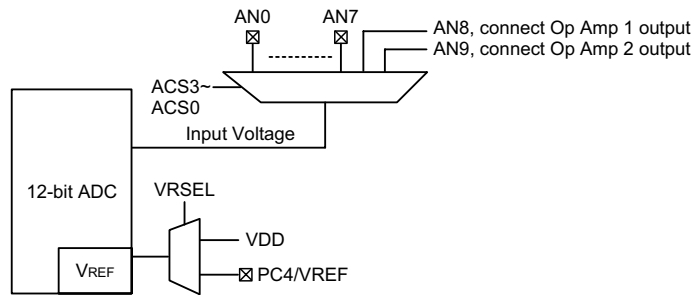 AN0 AN7
AN8, connect Op Amp 1 output
AN9, connect Op Amp 2 output
ACS3~
ACS0
Input Voltage
12-bit ADC
VRSEL
VDD
VREF
PC4/VREF